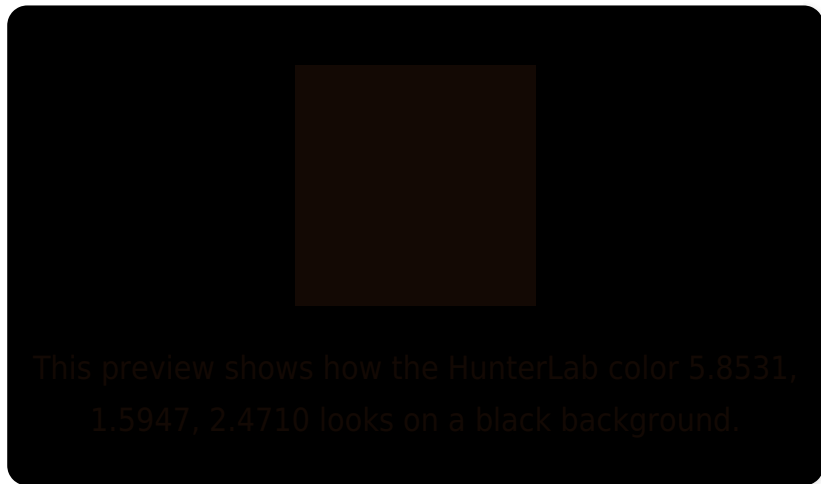 This preview shows how the HunterLab color 5.8531,
1.5947, 2.4710 looks on a black background.